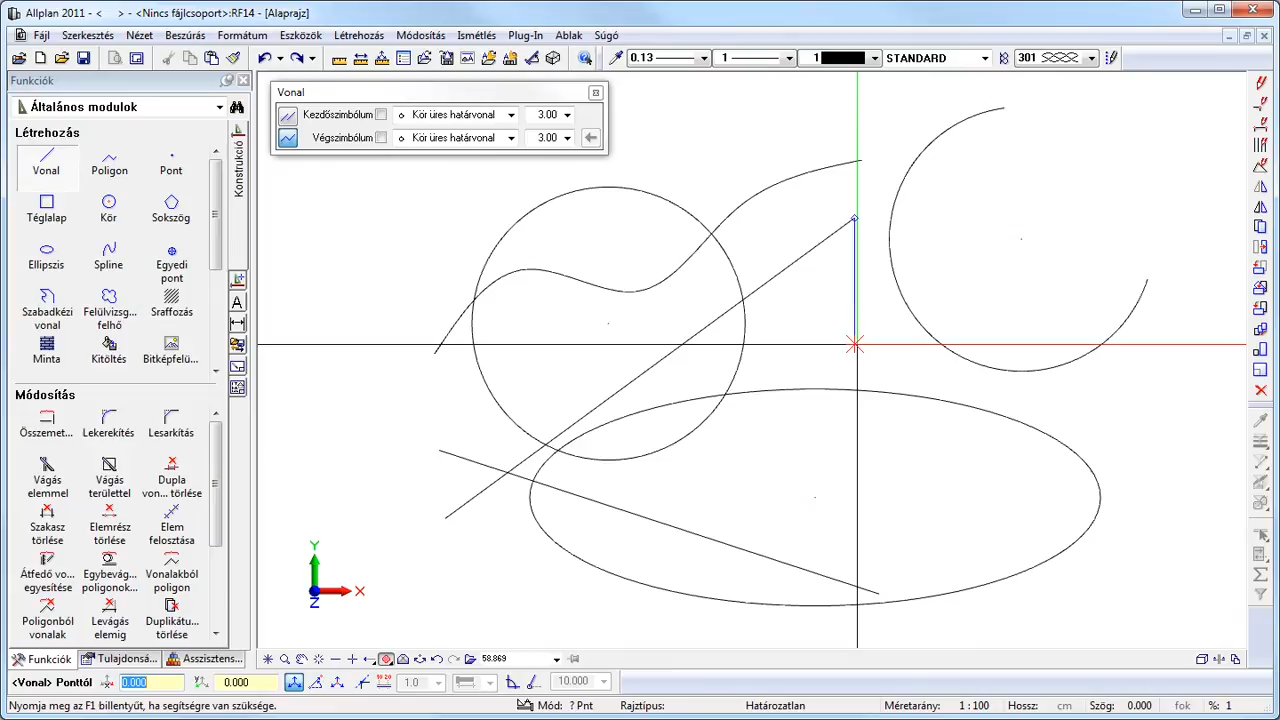 Allplan 2011 - < > - <Nincs fájlcsoport>:RF14 - [Alaprajz]
Fájl Szerkesztés Nézet Beszúrás Formátum Eszközök Létrehozás Módosítás Ismétlés Plug-In Ablak Súgó
0.13 1 1 STANDARD 301
Funkciók
Általános modulok
Létrehozás
Vonal Poligon Pont
Téglalap Kör Sokszög
Ellipszis Spline Egyedi pont
Szabadkézi vonal Felülvizsg... felhő Sraffozás
Minta Kitöltés Bitképfelü...
Konstrukció
Módosítás
Összemet... Lekerekítés Lesarkítás
Vágás elemmel Vágás területtel Dupla von... törlése
Szakasz törlése Elemrész törlése Elem felosztása
Átfedő vo... egyesítése Egybevág... poligonok... Vonalakból poligon
Poligonból vonalak Levágás elemig Duplikátu... törlése
Funkciók Tulajdonsá... Asszisztens...
Vonal
Kezdőszimbólum Kör üres határvonal 3.00
Végszimbólum Kör üres határvonal 3.00
Y
X
Z
58.869
<Vonal> Ponttól 0.000 0.000 1.0 10.000
Nyomja meg az F1 billentyűt, ha segítségre van szüksége. Mód: ? Pnt Rajztípus: Határozatlan Méretarány: 1 : 100 Hossz: cm Szög: 0.000 fok %: 1